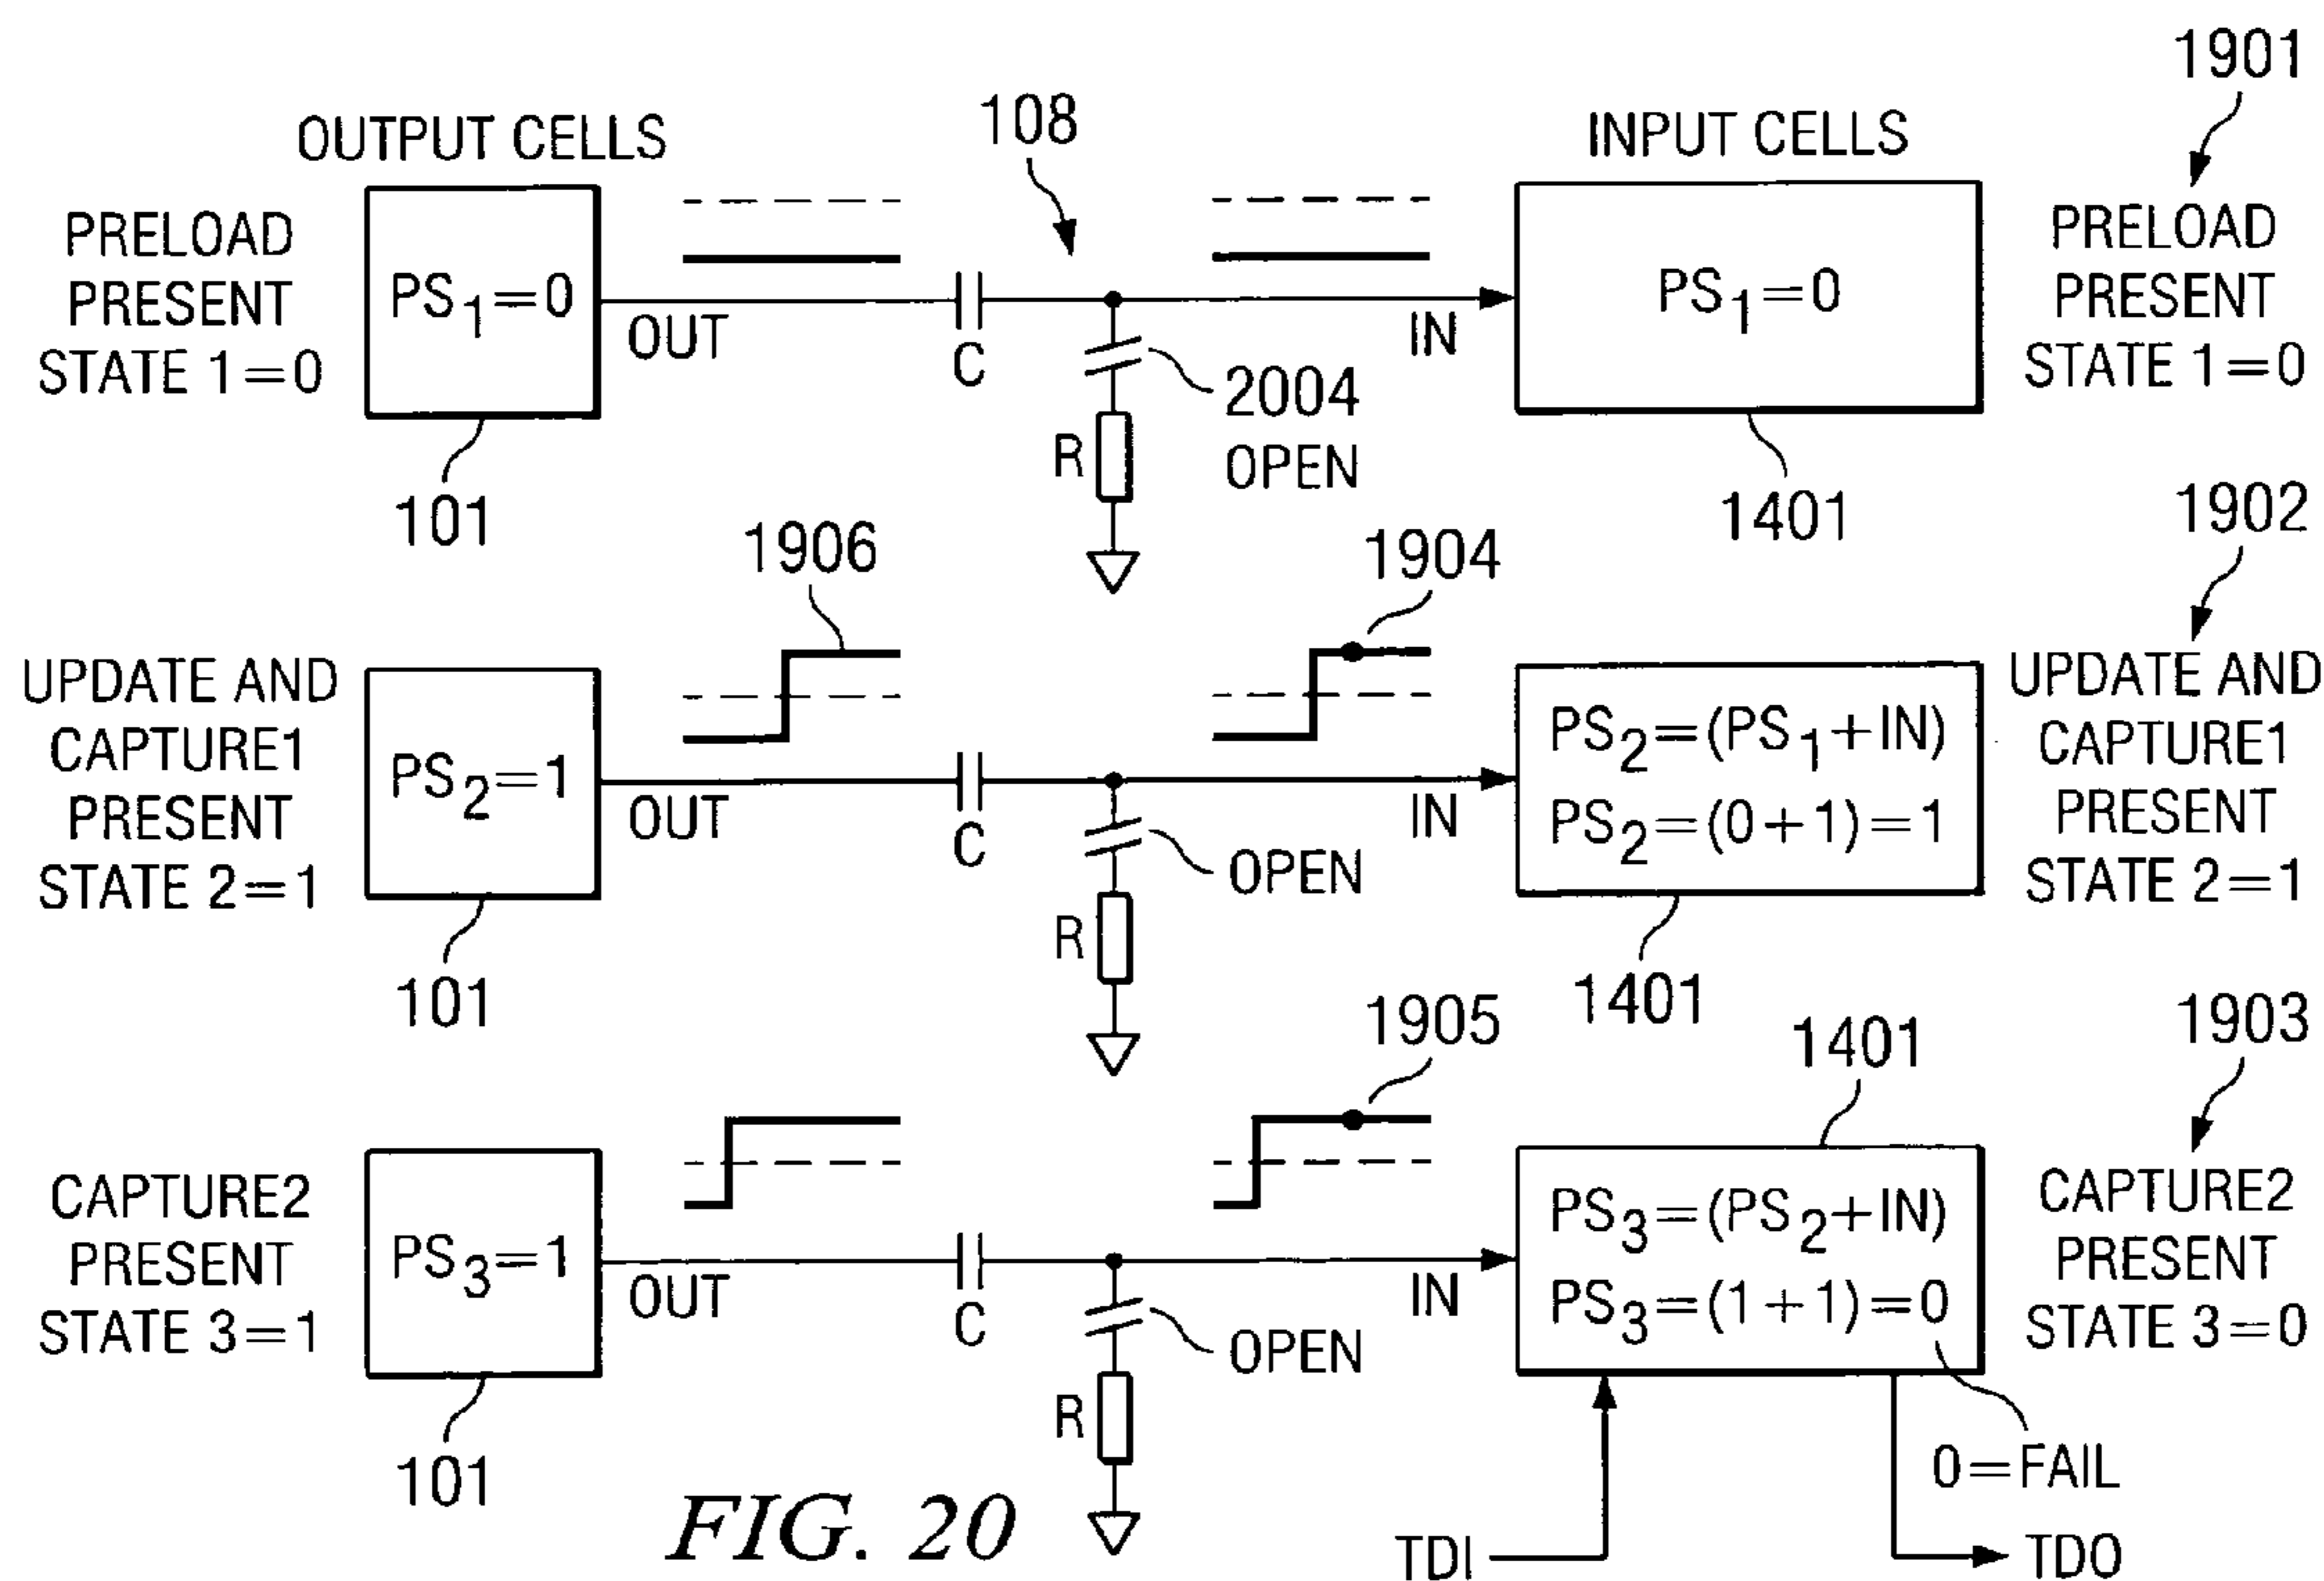 1901
OUTPUT CELLS
108
INPUT CELLS
PRELOAD
PRESENT
STATE 1=0
PS1=0
OUT
C
IN
2004
OPEN
R
PS1=0
PRELOAD
PRESENT
STATE 1=0
101
1401
1902
1906
1904
UPDATE AND
CAPTURE1
PRESENT
STATE 2=1
PS2=1
OUT
C
IN
OPEN
R
PS2=(PS1+IN)
PS2=(0+1)=1
UPDATE AND
CAPTURE1
PRESENT
STATE 2=1
101
1401
1905
1401
1903
CAPTURE2
PRESENT
STATE 3=1
PS3=1
OUT
C
IN
OPEN
R
PS3=(PS2+IN)
PS3=(1+1)=0
CAPTURE2
PRESENT
STATE 3=0
101
0=FAIL
FIG. 20
TDI
TDO